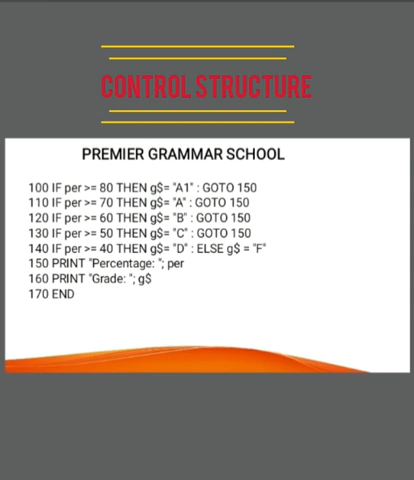 CONTROL STRUCTURE
PREMIER GRAMMAR SCHOOL
100 IF per >= 80 THEN g$= "A1" : GOTO 150
110 IF per >= 70 THEN g$= "A" : GOTO 150
120 IF per >= 60 THEN g$= "B" : GOTO 150
130 IF per >= 50 THEN g$= "C" : GOTO 150
140 IF per >= 40 THEN g$= "D" : ELSE g$ = "F"
150 PRINT "Percentage: "; per
160 PRINT "Grade: "; g$
170 END